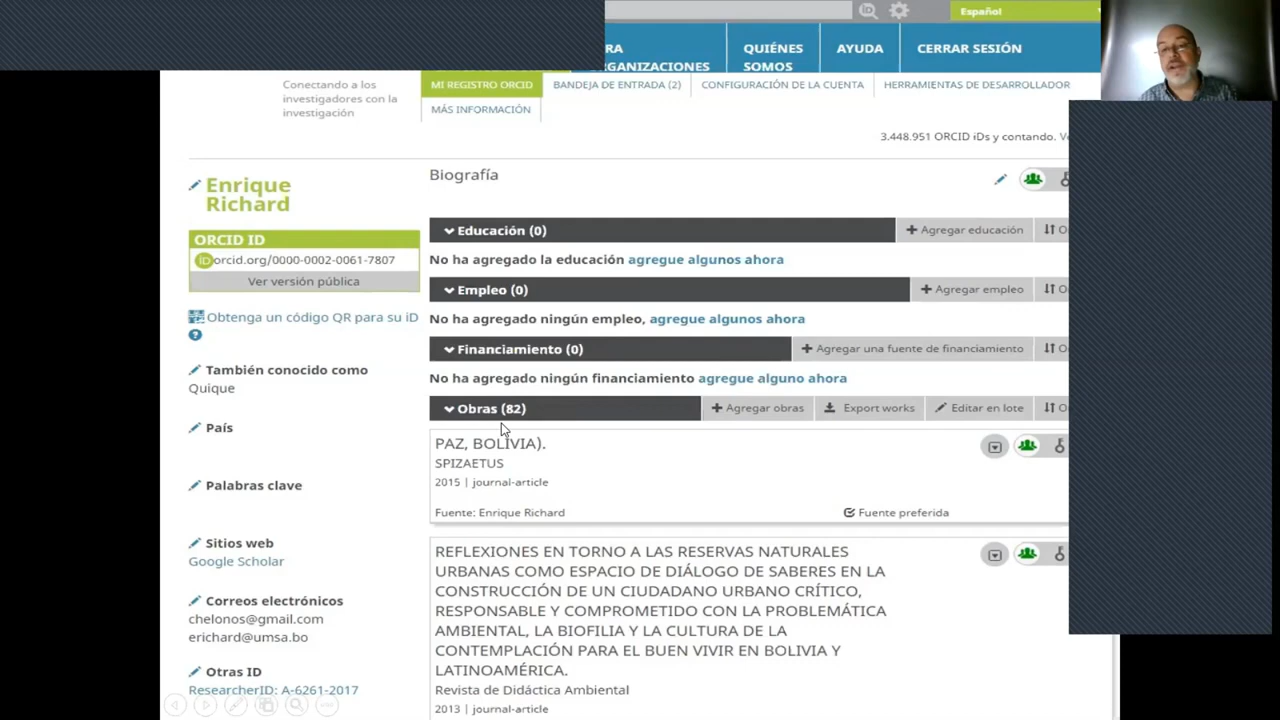 Español
RA
RGANIZACIONES
QUIÉNES
SOMOS
AYUDA
CERRAR SESIÓN
Conectando a los
investigadores con la
investigación
MI REGISTRO ORCID
BANDEJA DE ENTRADA (2)
CONFIGURACIÓN DE LA CUENTA
HERRAMIENTAS DE DESARROLLADOR
MÁS INFORMACIÓN
3.448.951 ORCID iDs y contando. Ve
Enrique
Richard
ORCID ID
iD orcid.org/0000-0002-0061-7807
Ver versión pública
Obtenga un código QR para su iD
?
También conocido como
Quique
País
Palabras clave
Sitios web
Google Scholar
Correos electrónicos
chelonos@gmail.com
erichard@umsa.bo
Otras ID
ResearcherID: A-6261-2017
Biografía
Educación (0)
Agregar educación
O
No ha agregado la educación agregue algunos ahora
Empleo (0)
Agregar empleo
O
No ha agregado ningún empleo, agregue algunos ahora
Financiamiento (0)
Agregar una fuente de financiamiento
O
No ha agregado ningún financiamiento agregue alguno ahora
Obras (82)
Agregar obras
Export works
Editar en lote
O
PAZ, BOLIVIA).
SPIZAETUS
2015 | journal-article
Fuente: Enrique Richard
Fuente preferida
REFLEXIONES EN TORNO A LAS RESERVAS NATURALES
URBANAS COMO ESPACIO DE DIÁLOGO DE SABERES EN LA
CONSTRUCCIÓN DE UN CIUDADANO URBANO CRÍTICO,
RESPONSABLE Y COMPROMETIDO CON LA PROBLEMÁTICA
AMBIENTAL, LA BIOFILIA Y LA CULTURA DE LA
CONTEMPLACIÓN PARA EL BUEN VIVIR EN BOLIVIA Y
LATINOAMÉRICA.
Revista de Didáctica Ambiental
2013 | journal-article